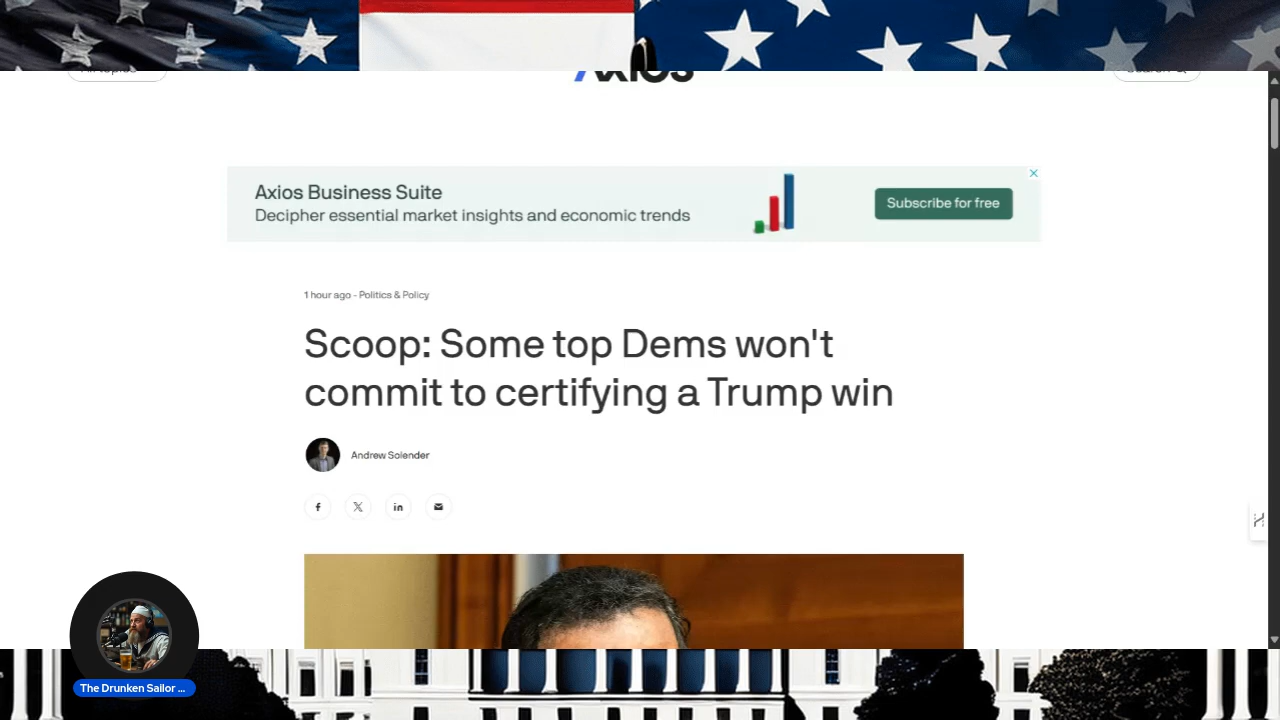 Axios
Axios Business Suite
Decipher essential market insights and economic trends
Subscribe for free
1 hour ago - Politics & Policy
Scoop: Some top Dems won't
commit to certifying a Trump win
Andrew Solender
The Drunken Sailor ...